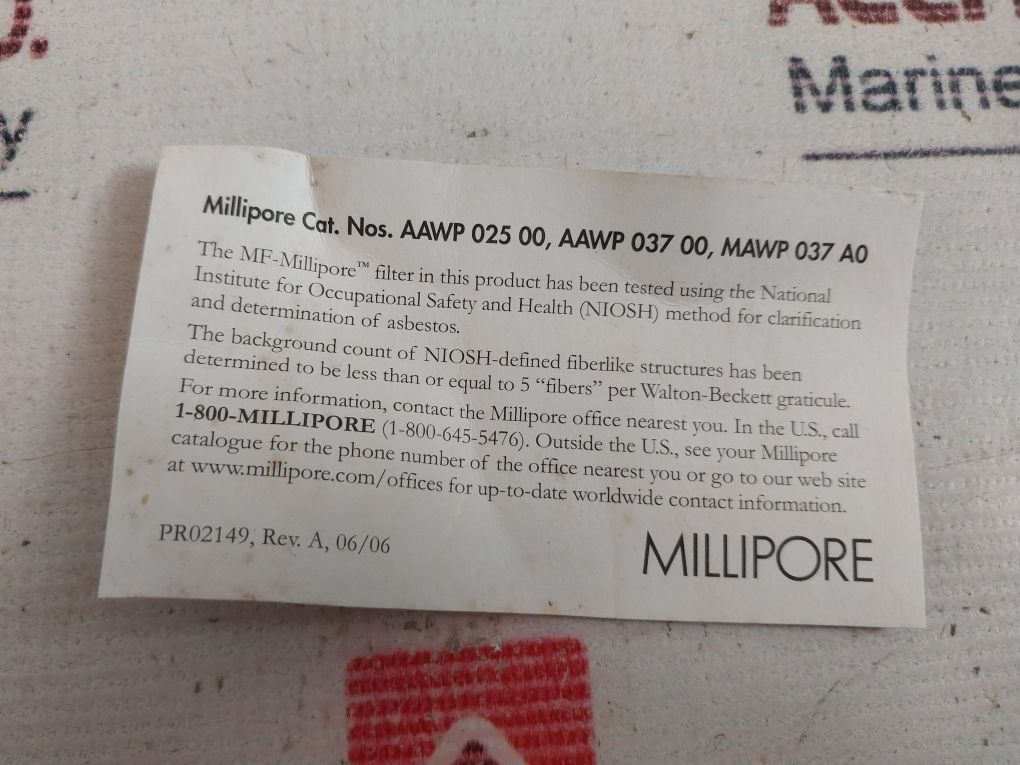 Marine
Millipore Cat. Nos. AAWP 025 00, AAWP 037 00, MAWP 037 A0
The MF-Millipore™ filter in this product has been tested using the National
Institute for Occupational Safety and Health (NIOSH) method for clarification
and determination of asbestos.
The background count of NIOSH-defined fiberlike structures has been
determined to be less than or equal to 5 “fibers” per Walton-Beckett graticule.
For more information, contact the Millipore office nearest you. In the U.S., call
1-800-MILLIPORE (1-800-645-5476). Outside the U.S., see your Millipore
catalogue for the phone number of the office nearest you or go to our web site
at www.millipore.com/offices for up-to-date worldwide contact information.
PR02149, Rev. A, 06/06
MILLIPORE